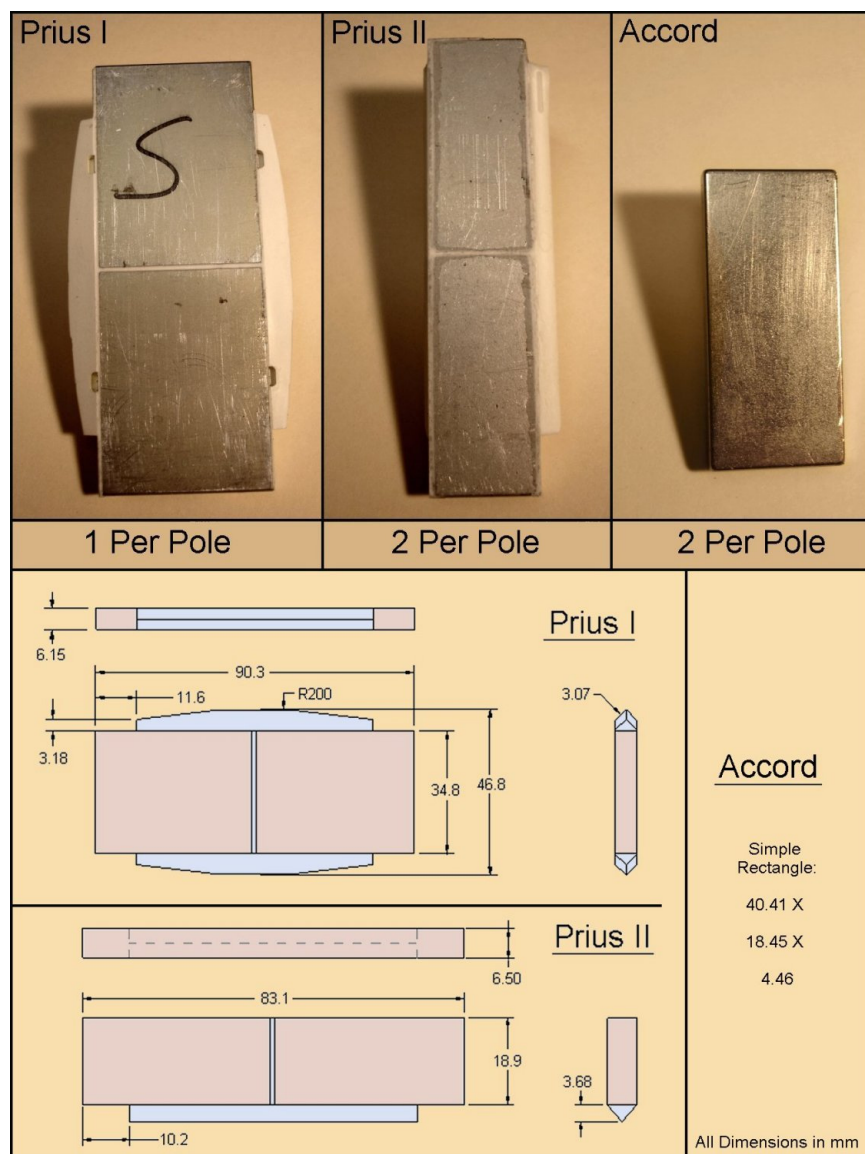 Prius I
Prius II
Accord
S
1 Per Pole
2 Per Pole
2 Per Pole
6.15
90.3
11.6
R200
3.18
34.8
46.8
Prius I
3.07
Accord
Simple
Rectangle:
40.41 X
18.45 X
4.46
Prius II
6.50
83.1
18.9
3.68
10.2
All Dimensions in mm